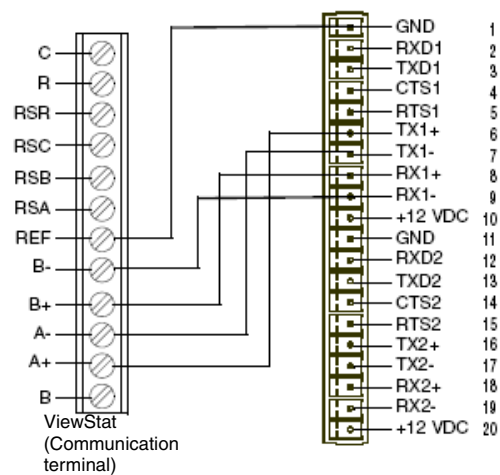 C
R
RSR
RSC
RSB
RSA
REF
B-
B+
A-
A+
B
ViewStat
(Communication
terminal)
GND 1
RXD1 2
TXD1 3
CTS1 4
RTS1 5
TX1+ 6
TX1- 7
RX1+ 8
RX1- 9
+12 VDC 10
GND 11
RXD2 12
TXD2 13
CTS2 14
RTS2 15
TX2+ 16
TX2- 17
RX2+ 18
RX2- 19
+12 VDC 20